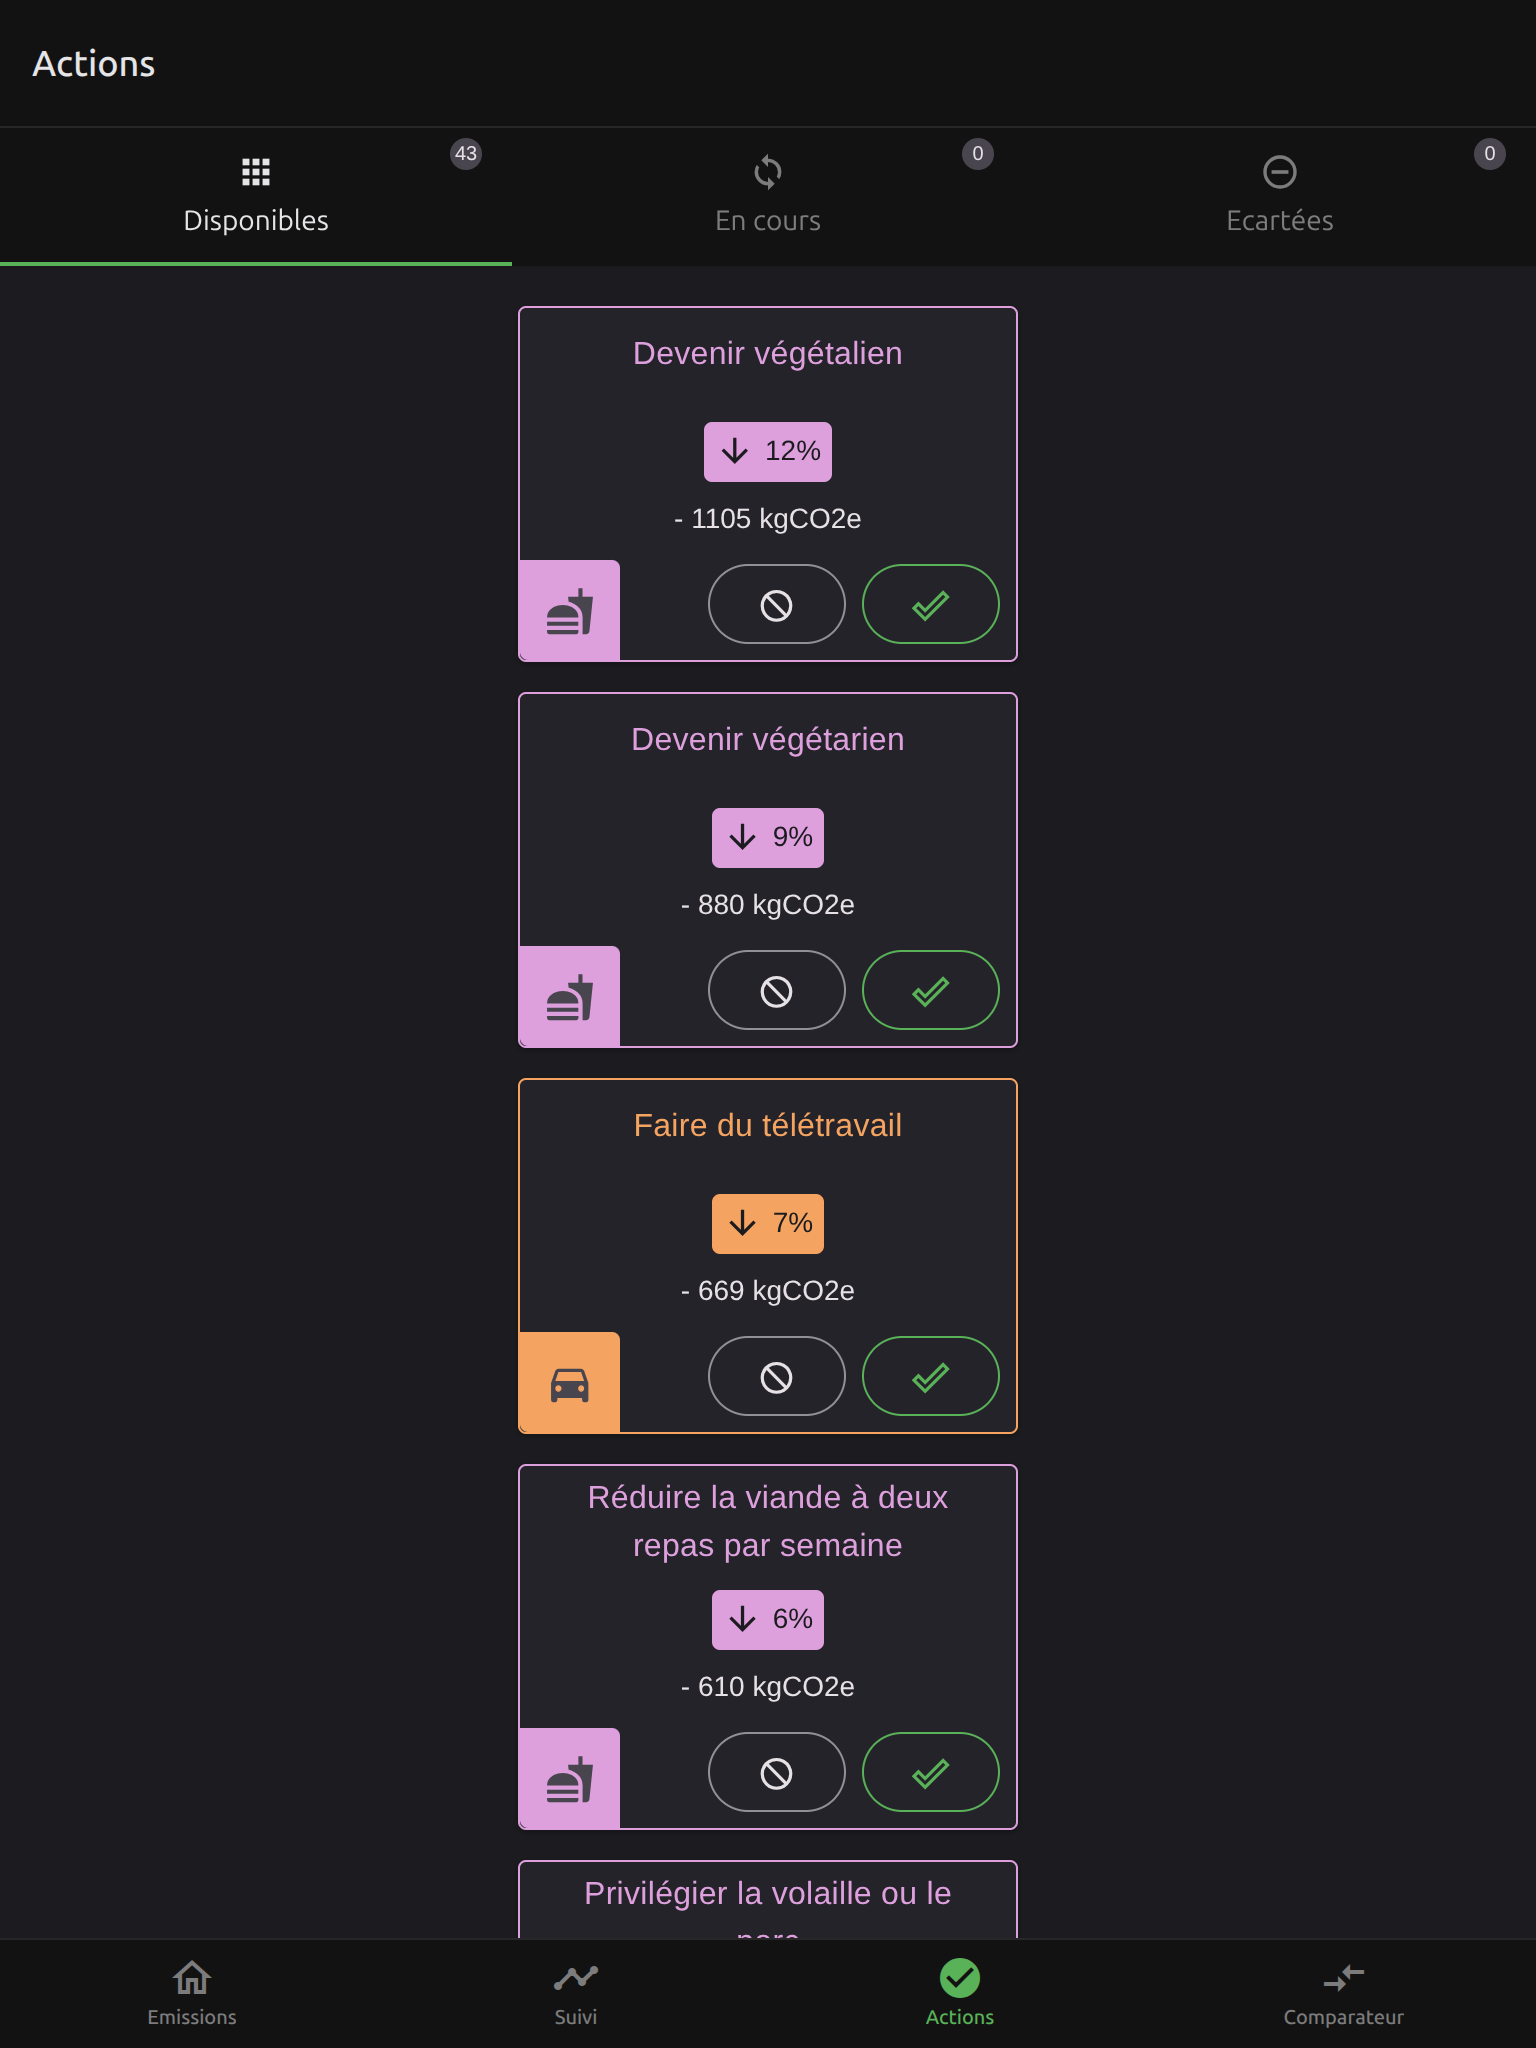 Actions
43
0
0
Disponibles
En cours
Ecartées
Devenir végétalien
12%
- 1105 kgCO2e
Devenir végétarien
9%
- 880 kgCO2e
Faire du télétravail
7%
- 669 kgCO2e
Réduire la viande à deux
repas par semaine
6%
- 610 kgCO2e
Privilégier la volaille ou le
Emissions
Suivi
Actions
Comparateur